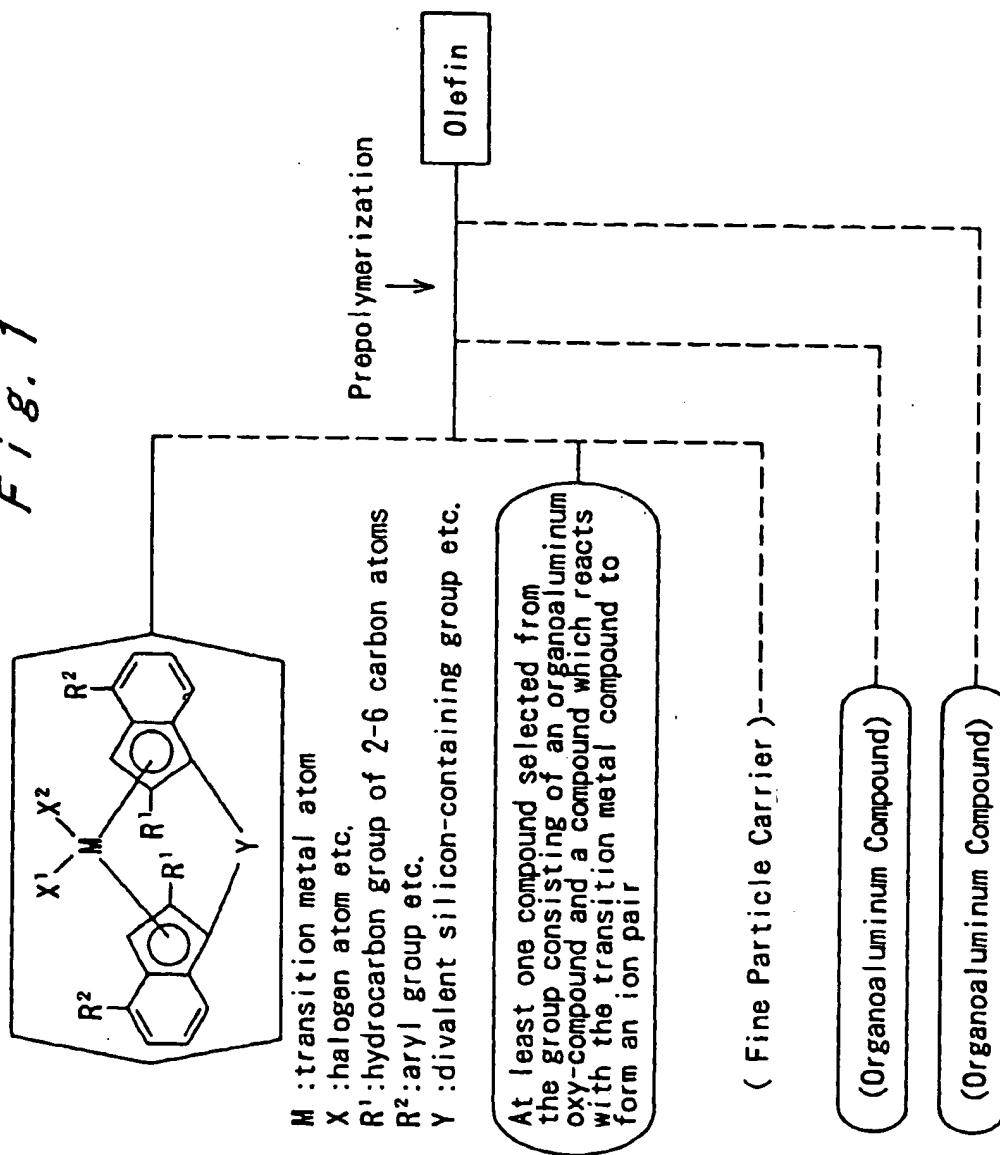 Fig. 1
X¹
X²
M
R²
R¹
R¹
R²
Y
M :transition metal atom
X :halogen atom etc.
R¹:hydrocarbon group of 2-6 carbon atoms
R²:aryl group etc.
Y :divalent silicon-containing group etc.
At least one compound selected from
the group consisting of an organoaluminum
oxy-compound and a compound which reacts
with the transition metal compound to
form an ion pair
Prepolymerization
Olefin
( Fine Particle Carrier )
(Organoaluminum Compound)
(Organoaluminum Compound)